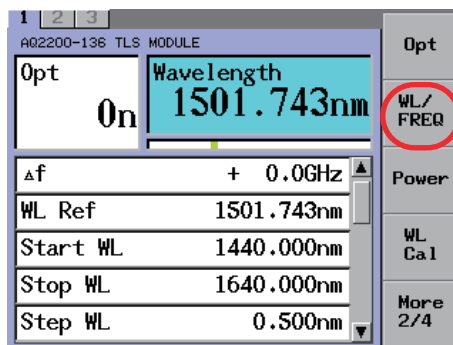 1 2 3
AQ2200-136 TLS MODULE
Opt
On
Wavelength
1501.743nm
Δf + 0.0GHz
WL Ref 1501.743nm
Start WL 1440.000nm
Stop WL 1640.000nm
Step WL 0.500nm
Opt
WL/
FREQ
Power
WL
Cal
More
2/4